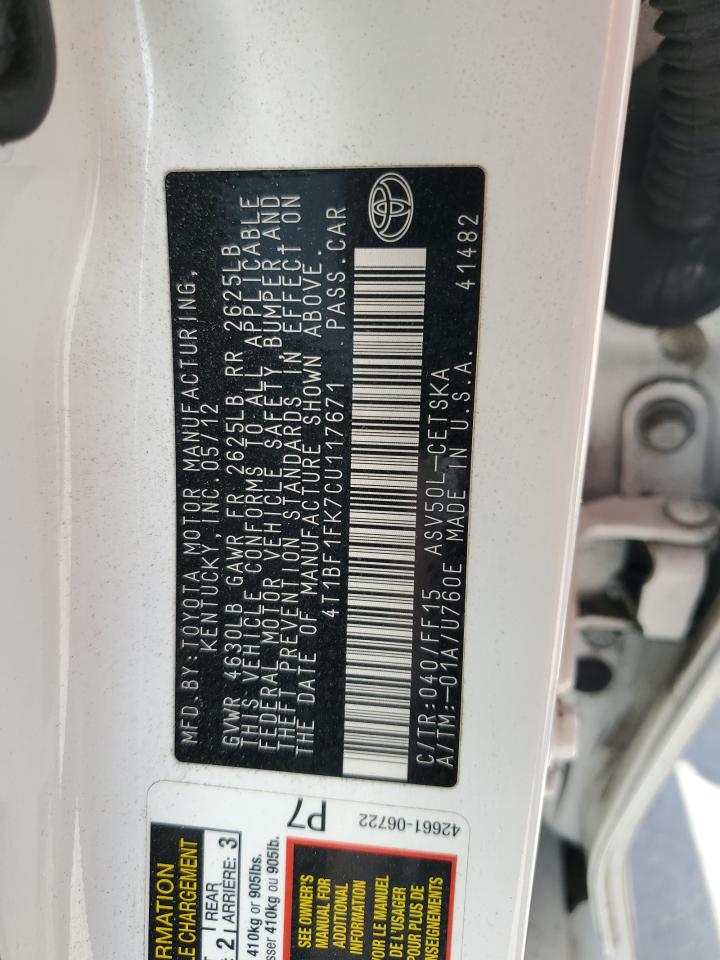 MFD. BY: TOYOTA MOTOR MANUFACTURING,
KENTUCKY, INC. 05/12
GVWR 4630LB GAWR FR 2625LB RR 2625LB
THIS VEHICLE CONFORMS TO ALL APPLICABLE
FEDERAL MOTOR VEHICLE SAFETY, BUMPER AND
THEFT PREVENTION STANDARDS IN EFFECT ON
THE DATE OF MANUFACTURE SHOWN ABOVE.
4T1BF1FK7CU117671 PASS. CAR
C/TR:040/FF15 ASV50L-CETSKA
A/TM:-01A/U760E MADE IN U.S.A. 41482
RMATION
LE CHARGEMENT
2 REAR
ARRIÈRE: 3
410kg or 905lbs.
sser 410kg ou 905lb.
P7
SEE OWNER'S
MANUAL FOR
ADDITIONAL
INFORMATION
VOIR LE MANUEL
DE L'USAGER
POUR PLUS DE
ENSEIGNEMENTS
42661-06722